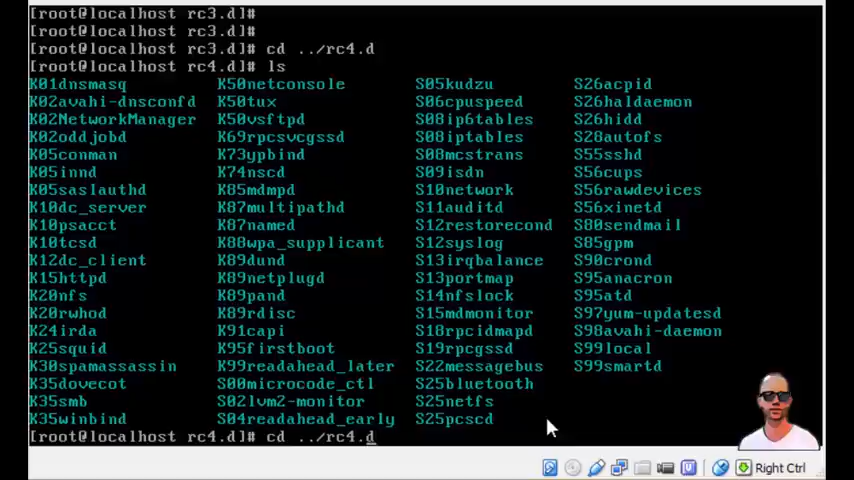 [root@localhost rc3.d]#
[root@localhost rc3.d]#
[root@localhost rc3.d]# cd ../rc4.d
[root@localhost rc4.d]# ls
K01dnsmasq K50netconsole S05kudzu S26acpid
K02avahi-dnsconfd K50tux S06cpuspeed S26haldaemon
K02NetworkManager K50vsftpd S08ip6tables S26hidd
K02oddjobd K69rpcsvcgssd S08iptables S28autofs
K05conman K73ypbind S08mcstrans S55sshd
K05innd K74nscd S09isdn S56cups
K05saslauthd K85mdmpd S10network S56rawdevices
K10dc_server K87multipathd S11auditd S56xinetd
K10psacct K87named S12restorecond S80sendmail
K10tcsd K88wpa_supplicant S12syslog S85gpm
K12dc_client K89dund S13irqbalance S90crond
K15httpd K89netplugd S13portmap S95anacron
K20nfs K89pand S14nfslock S95atd
K20rwhod K89rdisc S15mdmonitor S97yum-updatesd
K24irda K91capi S18rpcidmapd S98avahi-daemon
K25squid K95firstboot S19rpcgssd S99local
K30spamassassin K99readahead_later S22messagebus S99smartd
K35dovecot S00microcode_ctl S25bluetooth
K35smb S02lvm2-monitor S25netfs
K35winbind S04readahead_early S25pcscd
[root@localhost rc4.d]# cd ../rc4.d
Right Ctrl